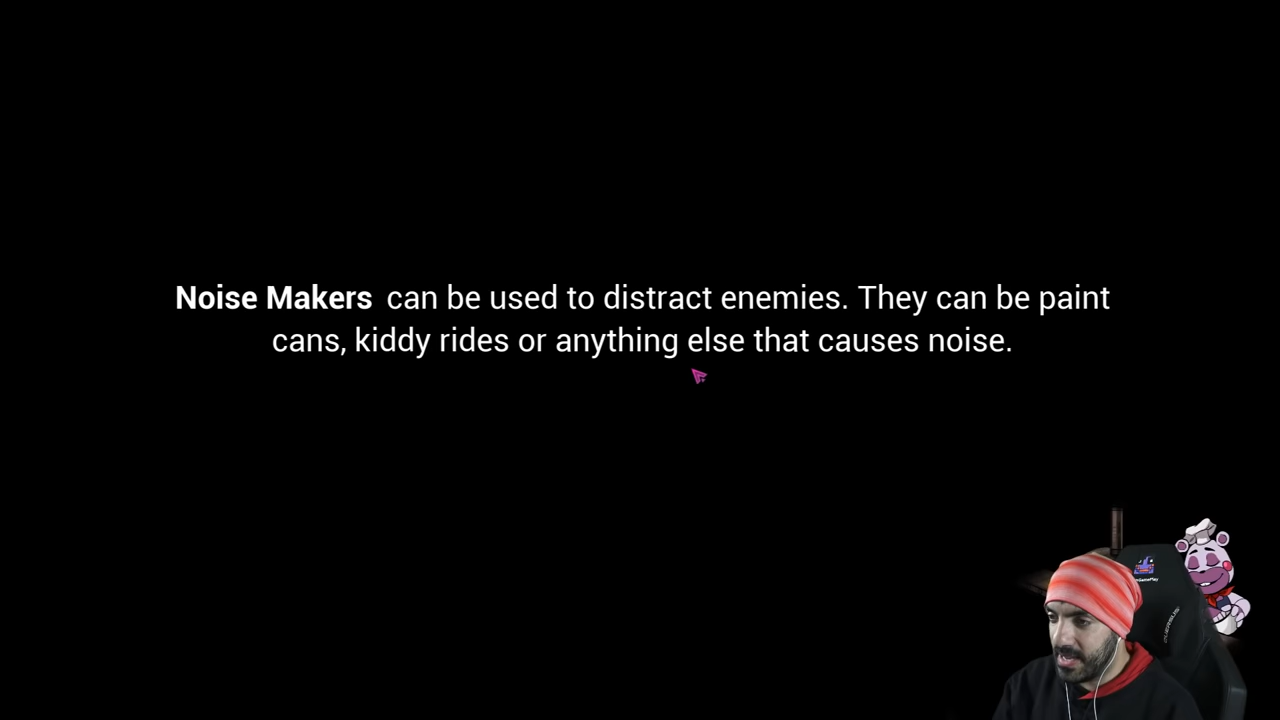 Noise Makers can be used to distract enemies. They can be paint
cans, kiddy rides or anything else that causes noise.